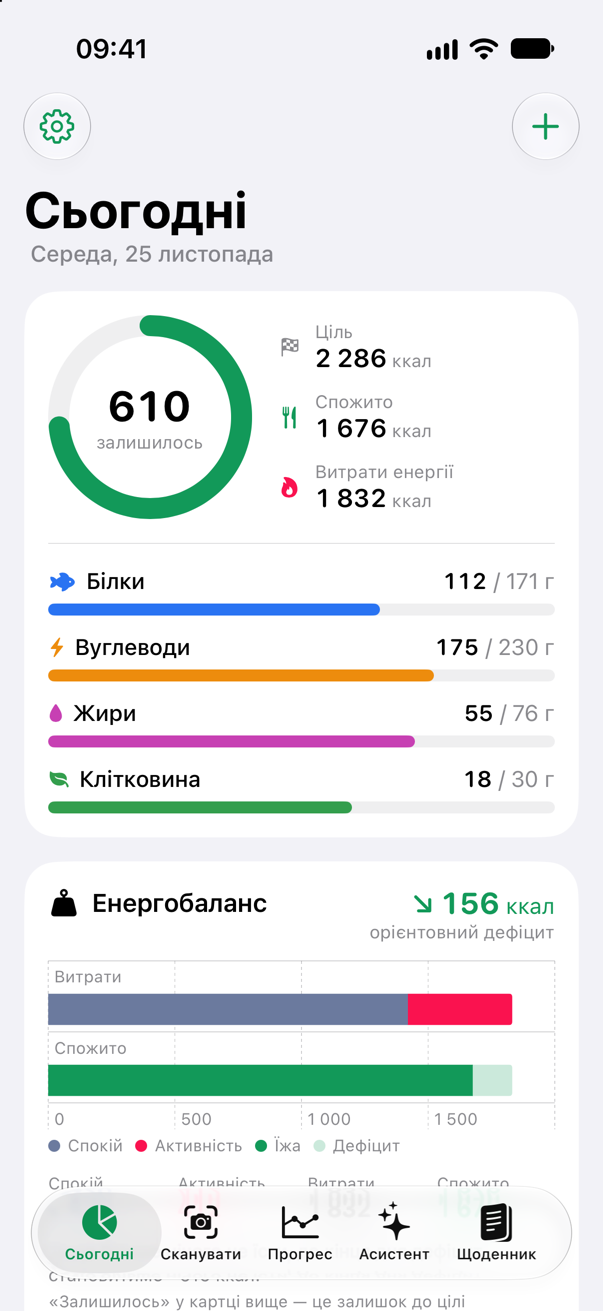 09:41
Сьогодні
Середа, 25 листопада
610
залишилось
Ціль
2 286 ккал
Спожито
1 676 ккал
Витрати енергії
1 832 ккал
Білки 112 / 171 г
Вуглеводи 175 / 230 г
Жири 55 / 76 г
Клітковина 18 / 30 г
Енергобаланс 156 ккал
орієнтовний дефіцит
Витрати
Спожито
0 500 1 000 1 500
Спокій Активність Їжа Дефіцит
Спокій Активність Витрати Спожито
Сьогодні Сканувати Прогрес Асистент Щоденник
«Залишилось» у картці вище — це залишок до цілі